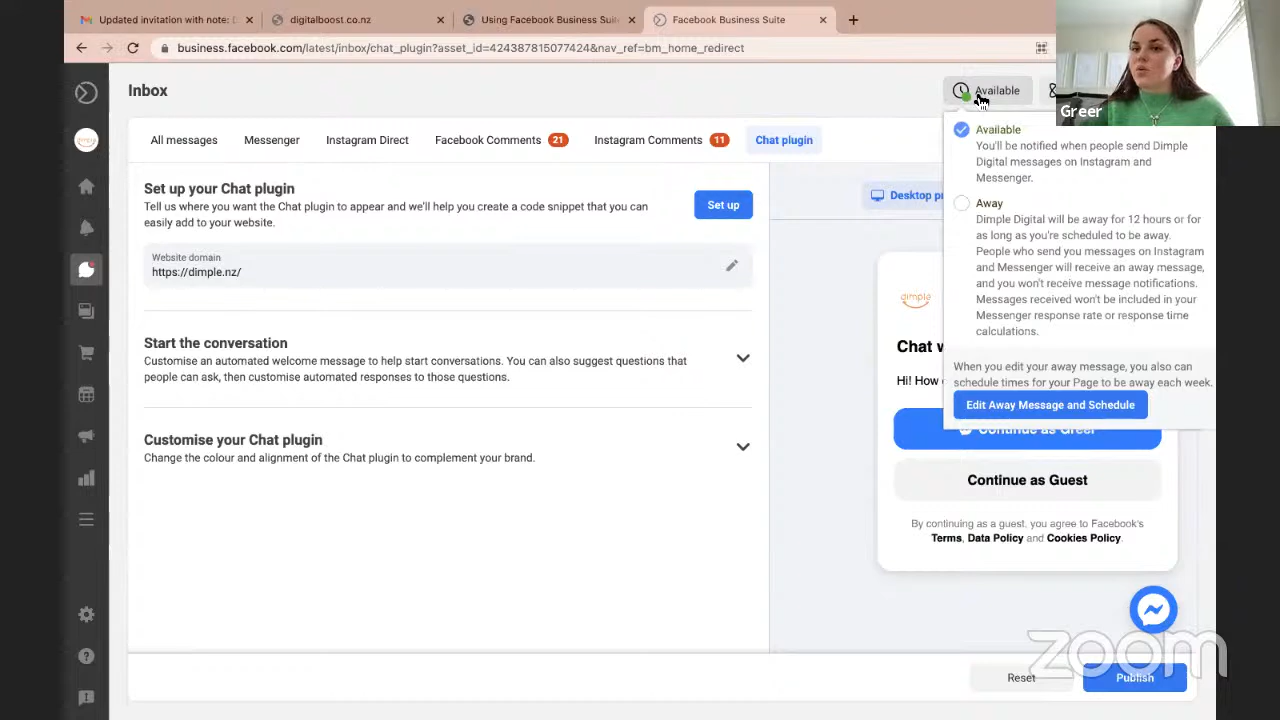 Updated invitation with note: D
digitalboost.co.nz
Using Facebook Business Suite
Facebook Business Suite
business.facebook.com/latest/inbox/chat_plugin?asset_id=424387815077424&nav_ref=bm_home_redirect
Greer
Inbox
Available
All messages
Messenger
Instagram Direct
Facebook Comments 21
Instagram Comments 11
Chat plugin
Set up your Chat plugin
Tell us where you want the Chat plugin to appear and we'll help you create a code snippet that you can
easily add to your website.
Set up
Website domain
https://dimple.nz/
Start the conversation
Customise an automated welcome message to help start conversations. You can also suggest questions that
people can ask, then customise automated responses to those questions.
Customise your Chat plugin
Change the colour and alignment of the Chat plugin to complement your brand.
Available
You'll be notified when people send Dimple
Digital messages on Instagram and
Messenger.
Away
Dimple Digital will be away for 12 hours or for
as long as you're scheduled to be away.
People who send you messages on Instagram
and Messenger will receive an away message,
and you won't receive message notifications.
Messages received won't be included in your
Messenger response rate or response time
calculations.
When you edit your away message, you also can
schedule times for your Page to be away each week.
Edit Away Message and Schedule
Desktop pr
dimple
Chat w
Hi! How
Continue as Greer
Continue as Guest
By continuing as a guest, you agree to Facebook's
Terms, Data Policy and Cookies Policy.
Reset
Publish
zoom